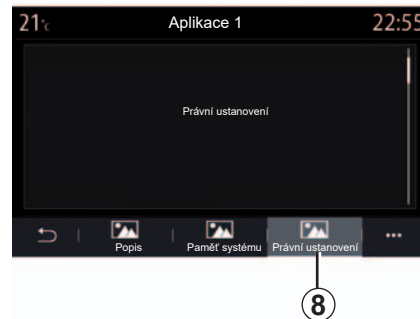 21°c Aplikace 1 22:55
Právní ustanovení
Popis Paměť systému Právní ustanovení
8